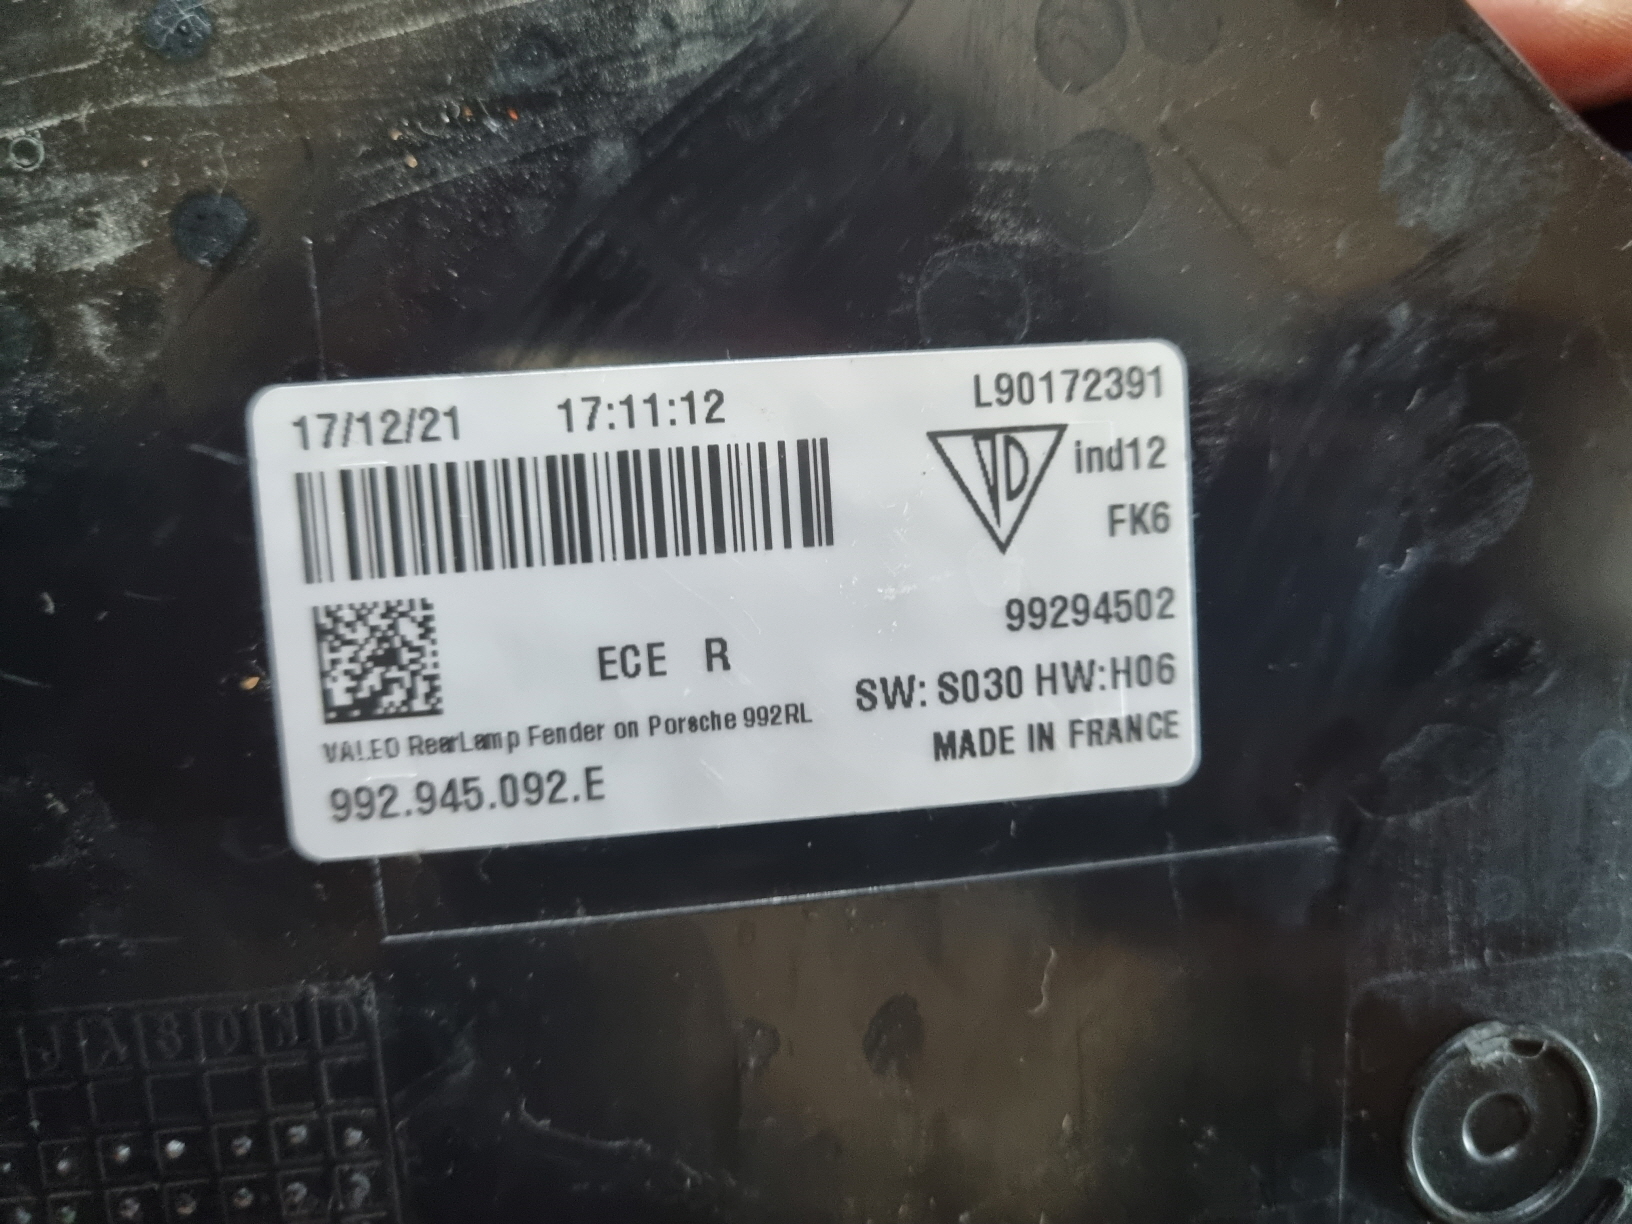 17/12/21 17:11:12 L90172391
VD ind12
FK6
99294502
ECE R
SW: S030 HW:H06
VALEO RearLamp Fender on Porsche 992RL
MADE IN FRANCE
992.945.092.E
J A S O N D